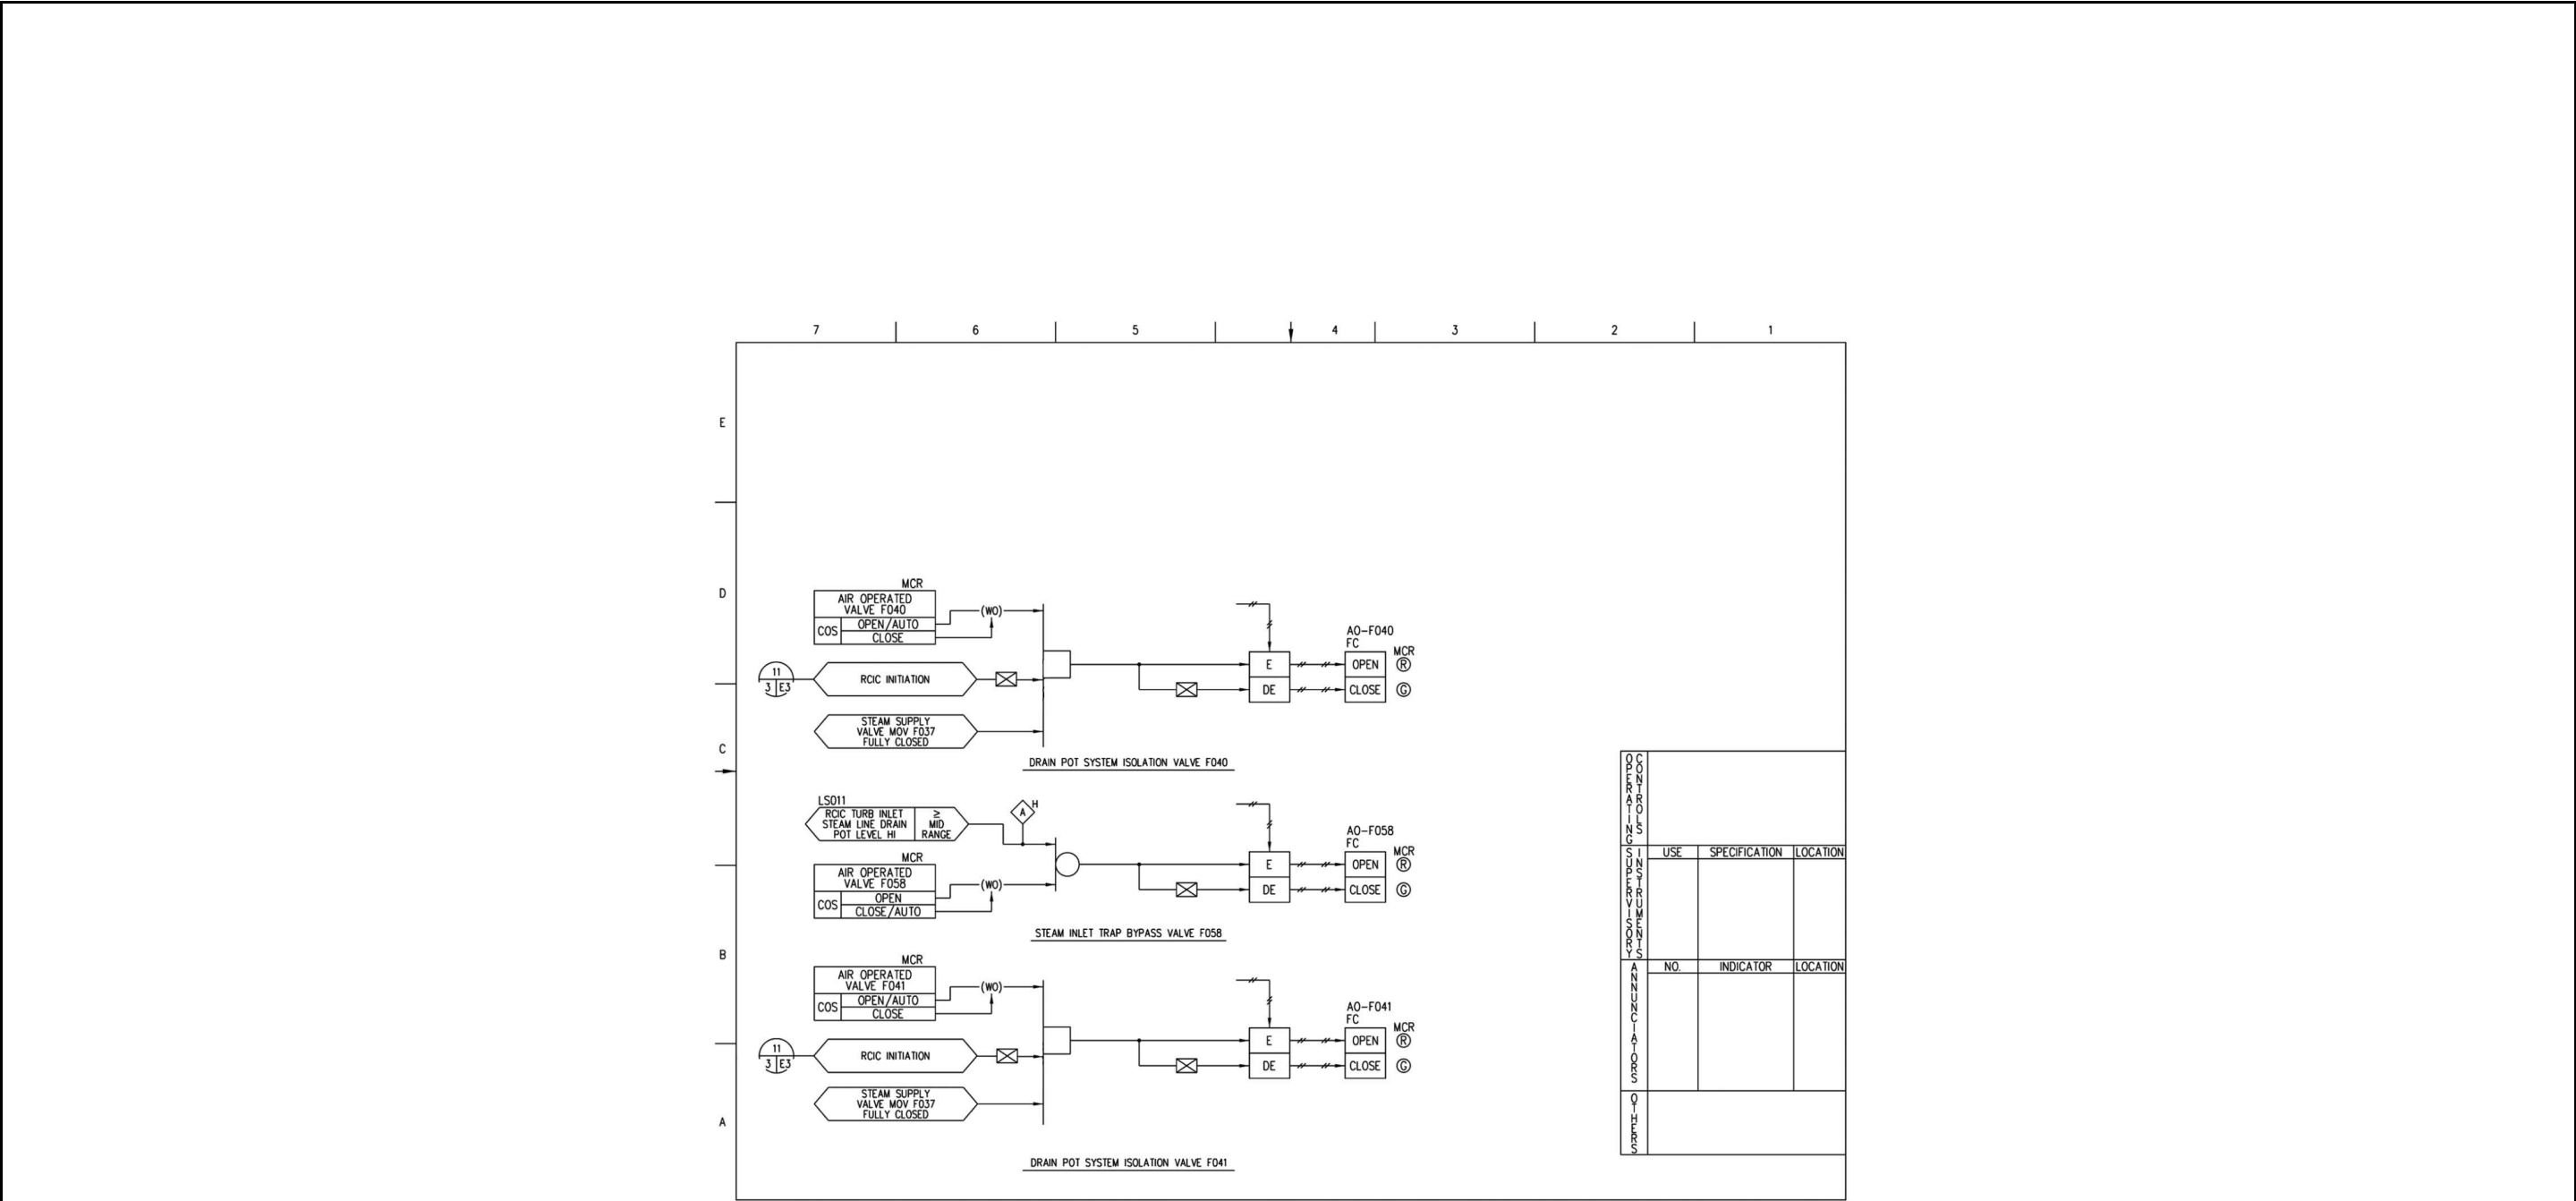 7 6 5 4 3 2 1
E
D
C
B
A
MCR
AIR OPERATED
VALVE F040
COS
OPEN/AUTO
CLOSE
(WO)
11
3 E3
RCIC INITIATION
STEAM SUPPLY
VALVE MOV F037
FULLY CLOSED
E
DE
AO-F040
FC
OPEN
CLOSE
MCR
R
G
DRAIN POT SYSTEM ISOLATION VALVE F040
LS011
RCIC TURB INLET
STEAM LINE DRAIN
POT LEVEL HI
≥
MID
RANGE
A H
MCR
AIR OPERATED
VALVE F058
COS
OPEN
CLOSE/AUTO
(WO)
E
DE
AO-F058
FC
OPEN
CLOSE
MCR
R
G
STEAM INLET TRAP BYPASS VALVE F058
MCR
AIR OPERATED
VALVE F041
COS
OPEN/AUTO
CLOSE
(WO)
11
3 E3
RCIC INITIATION
STEAM SUPPLY
VALVE MOV F037
FULLY CLOSED
E
DE
AO-F041
FC
OPEN
CLOSE
MCR
R
G
DRAIN POT SYSTEM ISOLATION VALVE F041
OPERATING
CONTROLS
SUPERVISORY
INSTRUMENTS
USE SPECIFICATION LOCATION
ANNUNCIATORS
NO. INDICATOR LOCATION
OTHERS